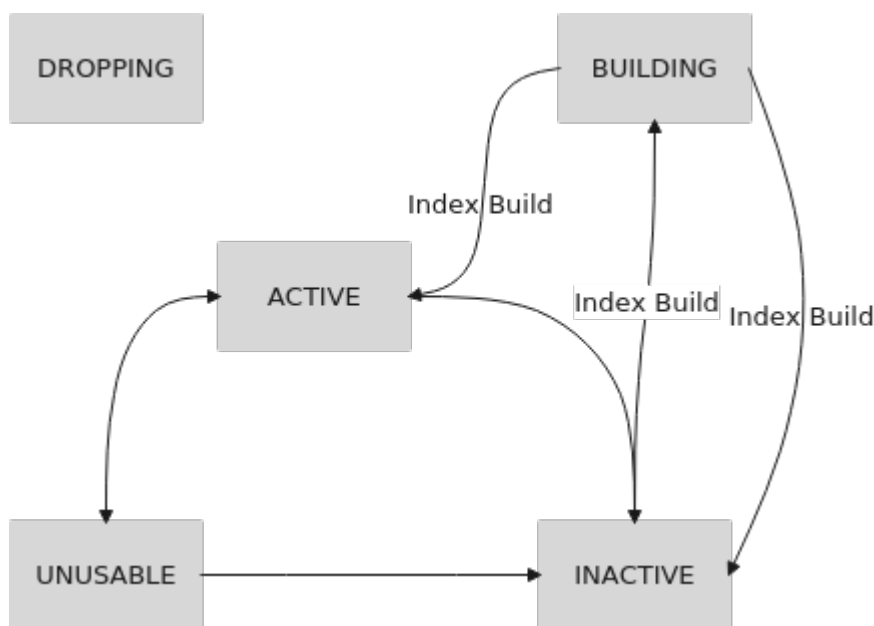 DROPPING
BUILDING
Index Build
ACTIVE
Index Build
Index Build
UNUSABLE
INACTIVE